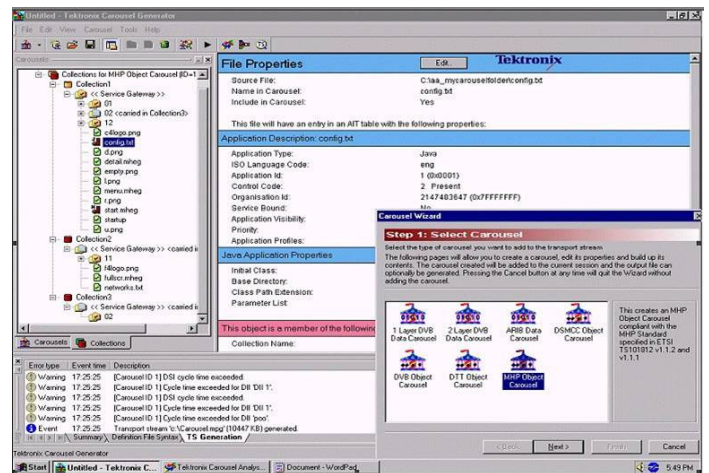 Untitled - Tektronix Carousel Generator
File Edit View Carousel Tools Help
Carousels
Collections for MHP Object Carousel (ID=1
Collection1
<< Service Gateway >>
01
02 <carried in Collection3>
12
c4logo.png
config.txt
d.png
detail.mheg
empty.png
l.png
menu.mheg
r.png
start.mheg
startup
u.png
Collection2
<< Service Gateway >> <carried i
11
f4logo.png
fullscr.mheg
networks.txt
Collection3
<< Service Gateway >> <carried i
02
Carousels
Collections
File Properties
Edit..
Tektronix
Source File:
C:\aa_mycarouselfolder\config.txt
Name in Carousel:
config.txt
Include in Carousel:
Yes
This file will have an entry in an AIT table with the following properties:
Application Description: config.txt
Application Type:
Java
ISO Language Code:
eng
Application Id:
1 (0x0001)
Control Code:
2 Present
Organisation Id:
2147483647 (0x7FFFFFFF)
Service Bound:
No
Application Visibility:
Priority:
Application Profiles:
Java Application Properties
Initial Class:
Base Directory:
Class Path Extension:
Parameter List:
This object is a member of the following
Collection Name:
Carousel Wizard
Step 1: Select Carousel
Select the type of carousel you want to add to the transport stream
The following pages will allow you to create a carousel, edit its properties and build up its
contents. The carousel created will be added to the current session and the output file can
optionally be generated. Pressing the Cancel button at any time will quit the Wizard without
adding the carousel.
1 Layer DVB Data Carousel
2 Layer DVB Data Carousel
ARIB Data Carousel
DSMCC Object Carousel
DVB Object Carousel
DTT Object Carousel
MHP Object Carousel
This creates an MHP
Object Carousel
compliant with the
MHP Standard
specified in ETSI
TS101812 v1.1.2 and
v1.1.1
< Back
Next >
Finish
Cancel
Error type Event time Description
Warning 17:25:25 [Carousel ID 1] DSI cycle time exceeded.
Warning 17:25:25 [Carousel ID 1] Cycle time exceeded for DII 'DII 1'.
Warning 17:25:25 [Carousel ID 1] Cycle time exceeded for DII 'DII 1'.
Warning 17:25:25 [Carousel ID 1] Cycle time exceeded for DII 'poo'.
Event 17:25:25 Transport stream 'c:\Carousel.mpg' (10447 KB) generated.
Summary Definition File Syntax TS Generation
Tektronix Carousel Generator
Start
Untitled - Tektronix C...
Tektronix Carousel Analys...
Document - WordPad
5:49 PM